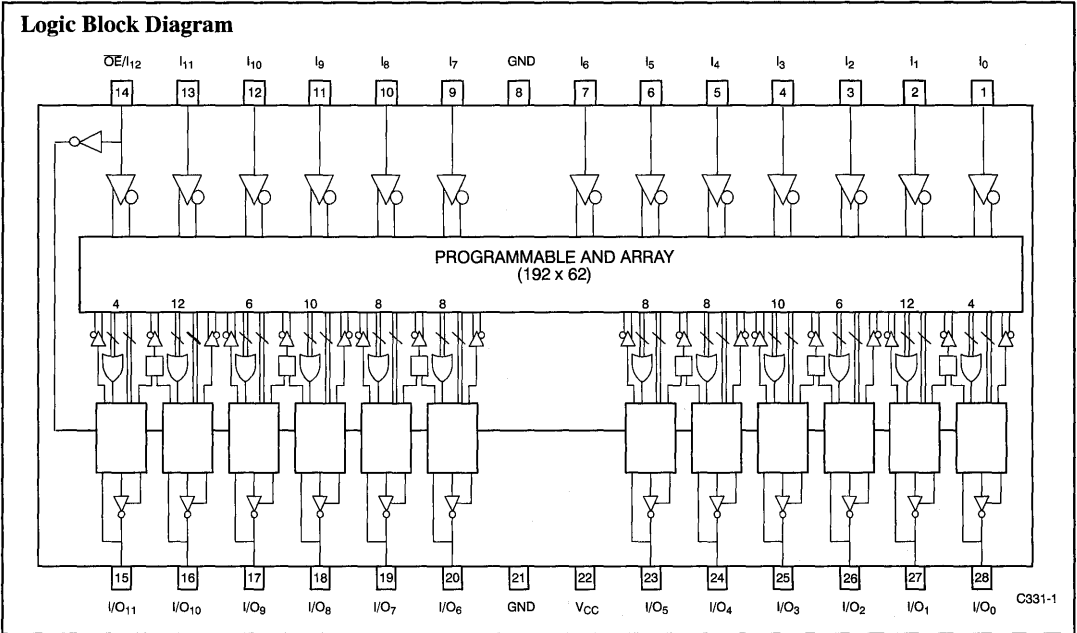 Logic Block Diagram
OE/I12 I11 I10 I9 I8 I7 GND I6 I5 I4 I3 I2 I1 I0
14 13 12 11 10 9 8 7 6 5 4 3 2 1
PROGRAMMABLE AND ARRAY
(192 x 62)
4 12 6 10 8 8 8 8 10 6 12 4
15 16 17 18 19 20 21 22 23 24 25 26 27 28
I/O11 I/O10 I/O9 I/O8 I/O7 I/O6 GND VCC I/O5 I/O4 I/O3 I/O2 I/O1 I/O0
C331-1